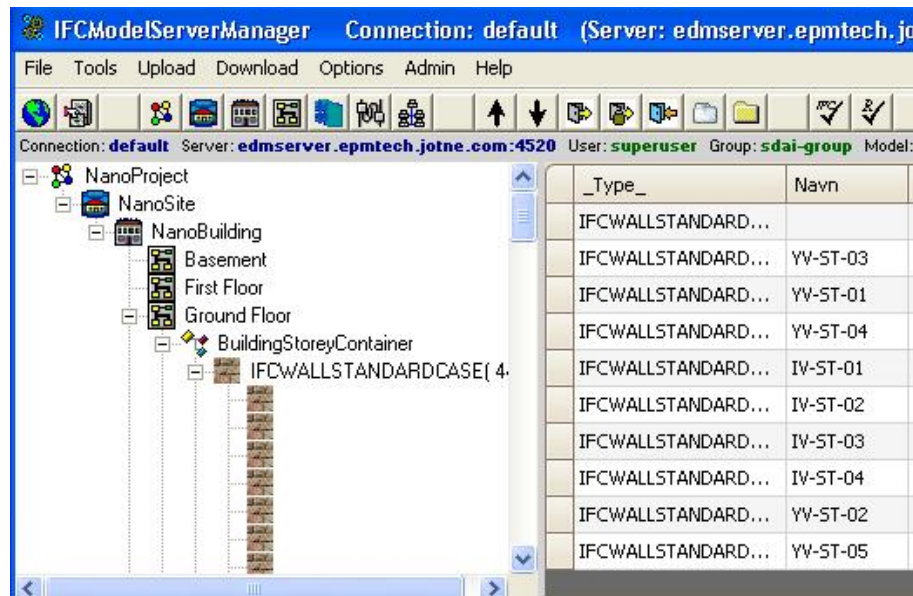 IFCModelServerManager Connection: default (Server: edmserver.epmtech.jo
File Tools Upload Download Options Admin Help
Connection: default Server: edmserver.epmtech.jotne.com:4520 User: superuser Group: sdai-group Model:
NanoProject
NanoSite
NanoBuilding
Basement
First Floor
Ground Floor
BuildingStoreyContainer
IFCWALLSTANDARDCASE( 4
_Type_ Navn
IFCWALLSTANDARD...
IFCWALLSTANDARD... YV-ST-03
IFCWALLSTANDARD... YV-ST-01
IFCWALLSTANDARD... YV-ST-04
IFCWALLSTANDARD... IV-ST-01
IFCWALLSTANDARD... IV-ST-02
IFCWALLSTANDARD... IV-ST-03
IFCWALLSTANDARD... IV-ST-04
IFCWALLSTANDARD... YV-ST-02
IFCWALLSTANDARD... YV-ST-05